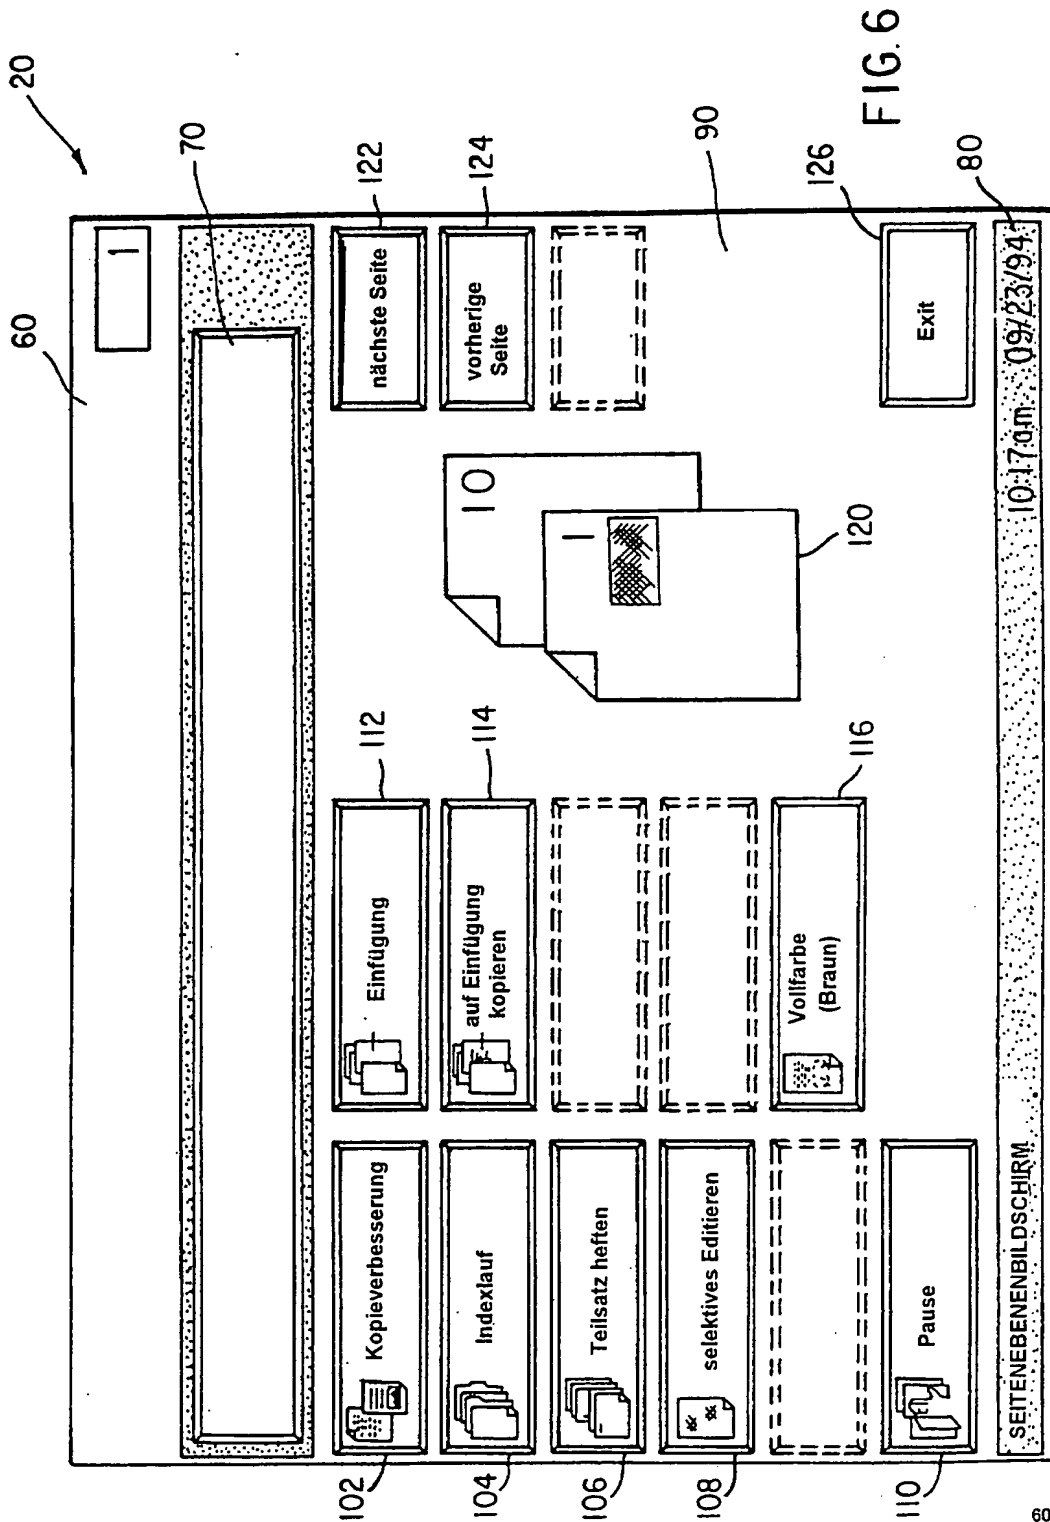 20
60
1
70
102
Kopieverbesserung
Einfügung
112
nächste Seite
122
104
Indexlauf
auf Einfügung
kopieren
114
10
vorherige
Seite
124
106
Teilsatz heften
1
108
selektives Editieren
90
Vollfarbe
(Braun)
116
120
110
Pause
Exit
126
FIG. 6
SEITENEBENENBILDSCHIRM
10:17am 09/23/94
80
60